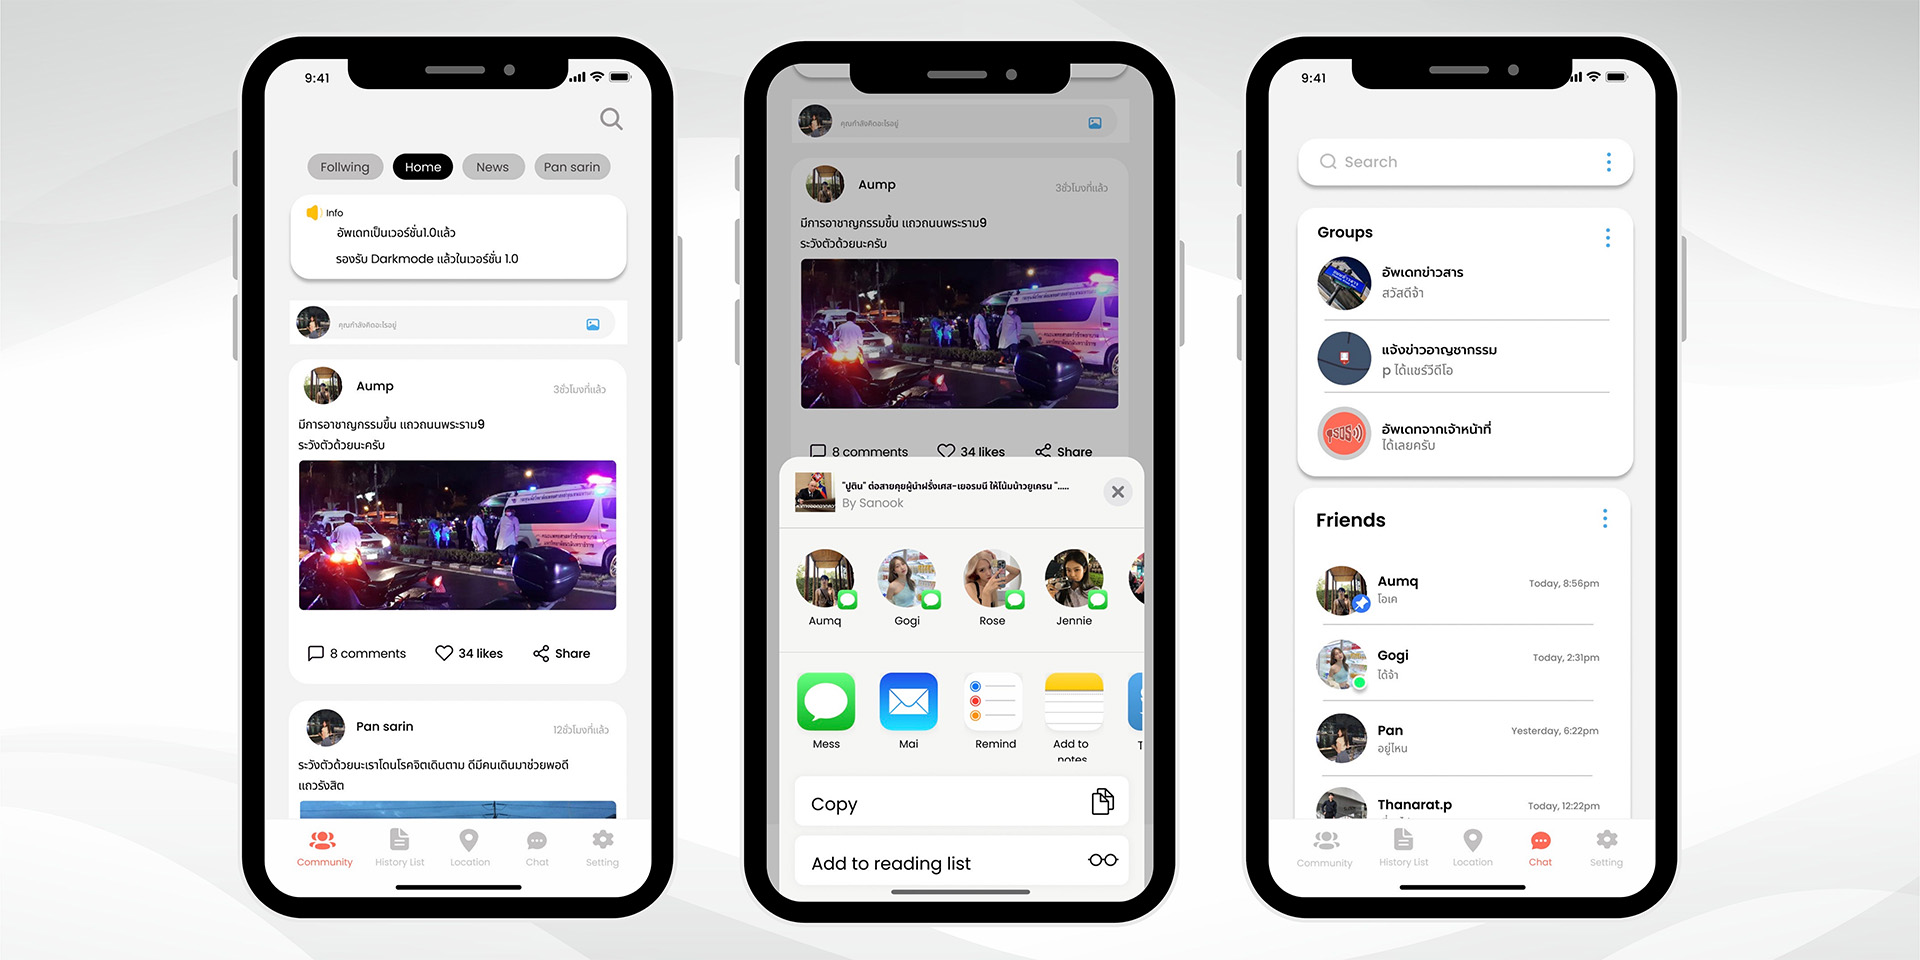 9:41
Follwing
Home
News
Pan sarin
Info
อัพเดทเป็นเวอร์ชั่น1.0แล้ว
รองรับ Darkmode แล้วในเวอร์ชั่น 1.0
คุณกำลังคิดอะไรอยู่
Aump
3ชั่วโมงที่แล้ว
มีการอาชาญกรรมขึ้น แถวถนนพระราม9
ระวังตัวด้วยนะครับ
8 comments
34 likes
Share
Pan sarin
12ชั่วโมงที่แล้ว
ระวังตัวด้วยนะเราโดนโรคจิตเดินตาม ดีมีคนเดินมาช่วยพอดี
แถวรังสิต
Community
History List
Location
Chat
Setting
คุณกำลังคิดอะไรอยู่
Aump
3ชั่วโมงที่แล้ว
มีการอาชาญกรรมขึ้น แถวถนนพระราม9
ระวังตัวด้วยนะครับ
8 comments
34 likes
Share
"ปูติน" ต่อสายคุยผู้นำฝรั่งเศส-เยอรมนี ให้โน้มน้าวยูเครน ".....
By Sanook
Aumq
Gogi
Rose
Jennie
Mess
Mai
Remind
Add to
notes
T
Copy
Add to reading list
9:41
Search
Groups
อัพเดทข่าวสาร
สวัสดีจ้า
แจ้งข่าวอาญชากรรม
p ได้แชร์วีดีโอ
SOS
อัพเดทจากเจ้าหน้าที่
ได้เลยครับ
Friends
Aumq
Today, 8:56pm
โอเค
Gogi
Today, 2:31pm
ได้จ้า
Pan
Yesterday, 6:22pm
อยู่ไหน
Thanarat.p
Today, 12:22pm
Community
History List
Location
Chat
Setting